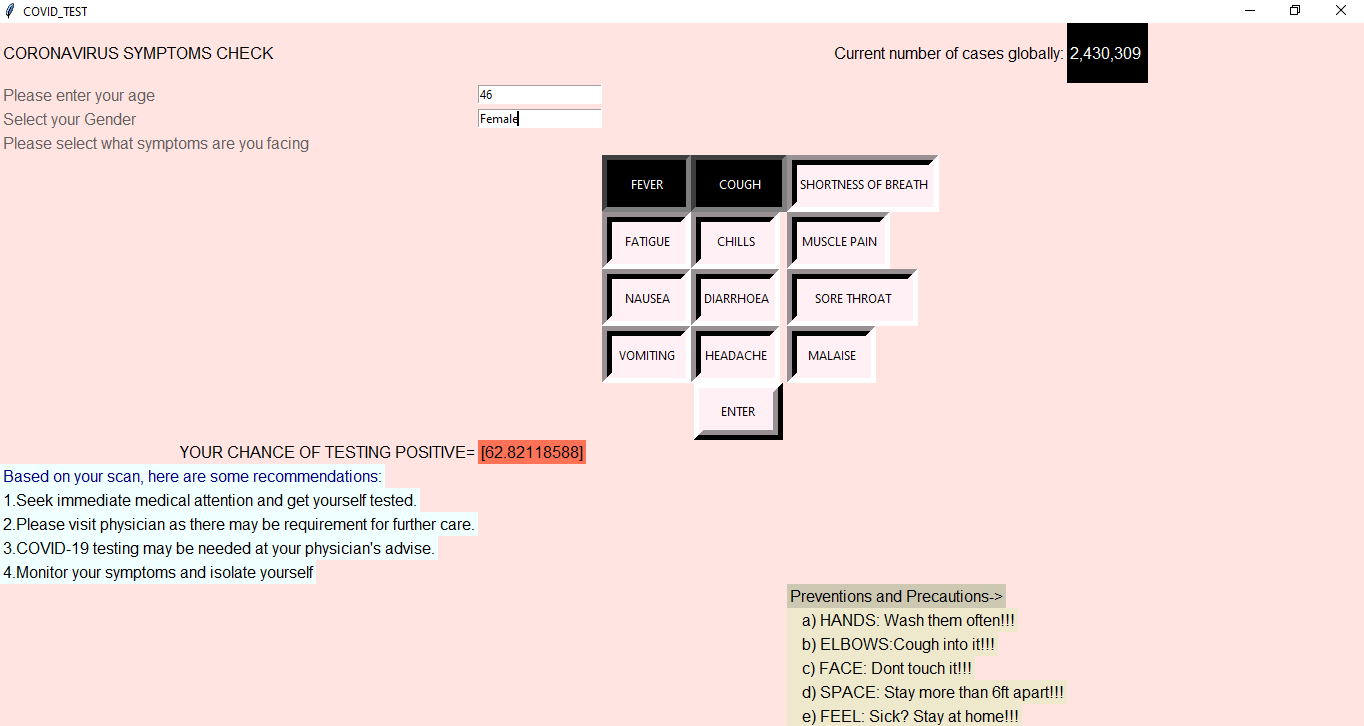 COVID_TEST
CORONAVIRUS SYMPTOMS CHECK
Current number of cases globally: 2,430,309
Please enter your age 46
Select your Gender Female
Please select what symptoms are you facing
FEVER COUGH SHORTNESS OF BREATH
FATIGUE CHILLS MUSCLE PAIN
NAUSEA DIARRHOEA SORE THROAT
VOMITING HEADACHE MALAISE
ENTER
YOUR CHANCE OF TESTING POSITIVE= [62.82118588]
Based on your scan, here are some recommendations:
1.Seek immediate medical attention and get yourself tested.
2.Please visit physician as there may be requirement for further care.
3.COVID-19 testing may be needed at your physician's advise.
4.Monitor your symptoms and isolate yourself
Preventions and Precautions->
a) HANDS: Wash them often!!!
b) ELBOWS:Cough into it!!!
c) FACE: Dont touch it!!!
d) SPACE: Stay more than 6ft apart!!!
e) FEEL: Sick? Stay at home!!!